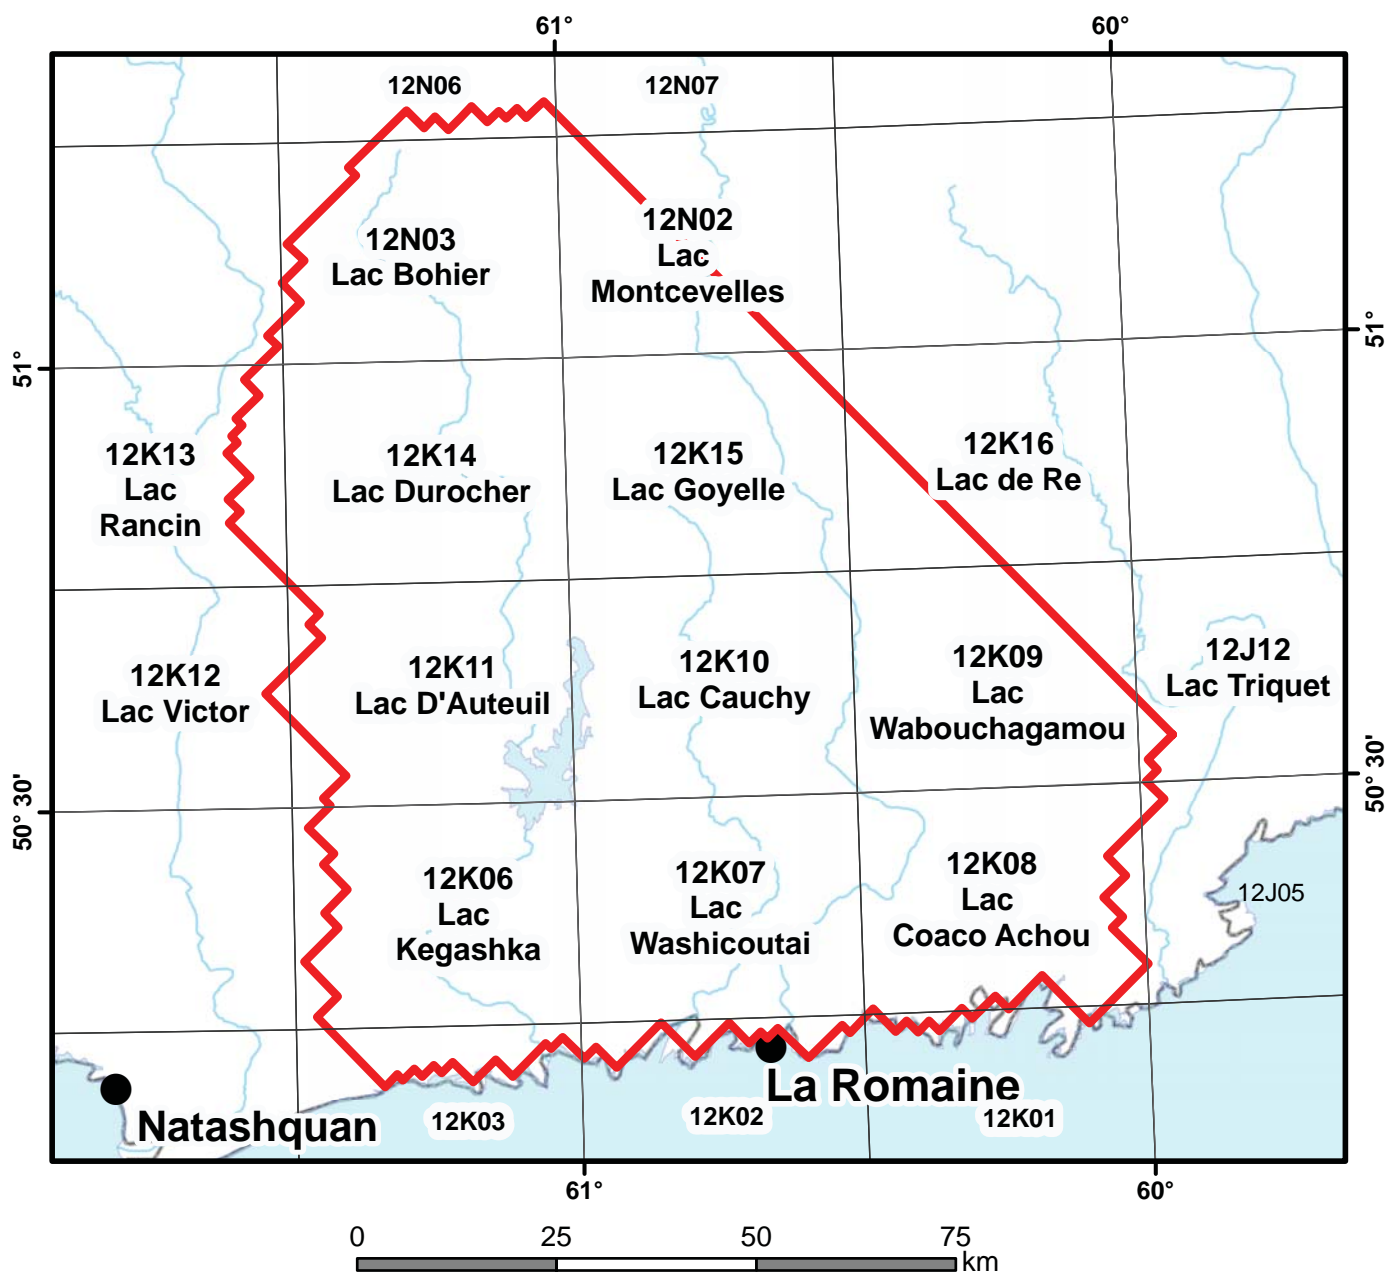 61°
60°
12N06
12N07
12N02
Lac
Montcevelles
12N03
Lac Bohier
51°
51°
12K13
Lac
Rancin
12K14
Lac Durocher
12K15
Lac Goyelle
12K16
Lac de Re
12K12
Lac Victor
12K11
Lac D'Auteuil
12K10
Lac Cauchy
12K09
Lac
Wabouchagamou
12J12
Lac Triquet
50° 30'
50° 30'
12K06
Lac
Kegashka
12K07
Lac
Washicoutai
12K08
Lac
Coaco Achou
12J05
La Romaine
Natashquan
12K03
12K02
12K01
61°
60°
0 25 50 75
km